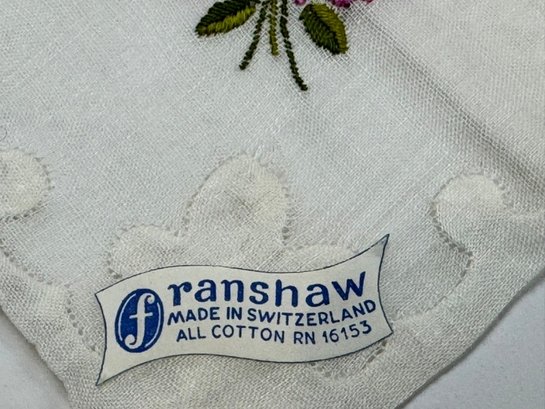 franshaw
MADE IN SWITZERLAND
ALL COTTON RN 16153